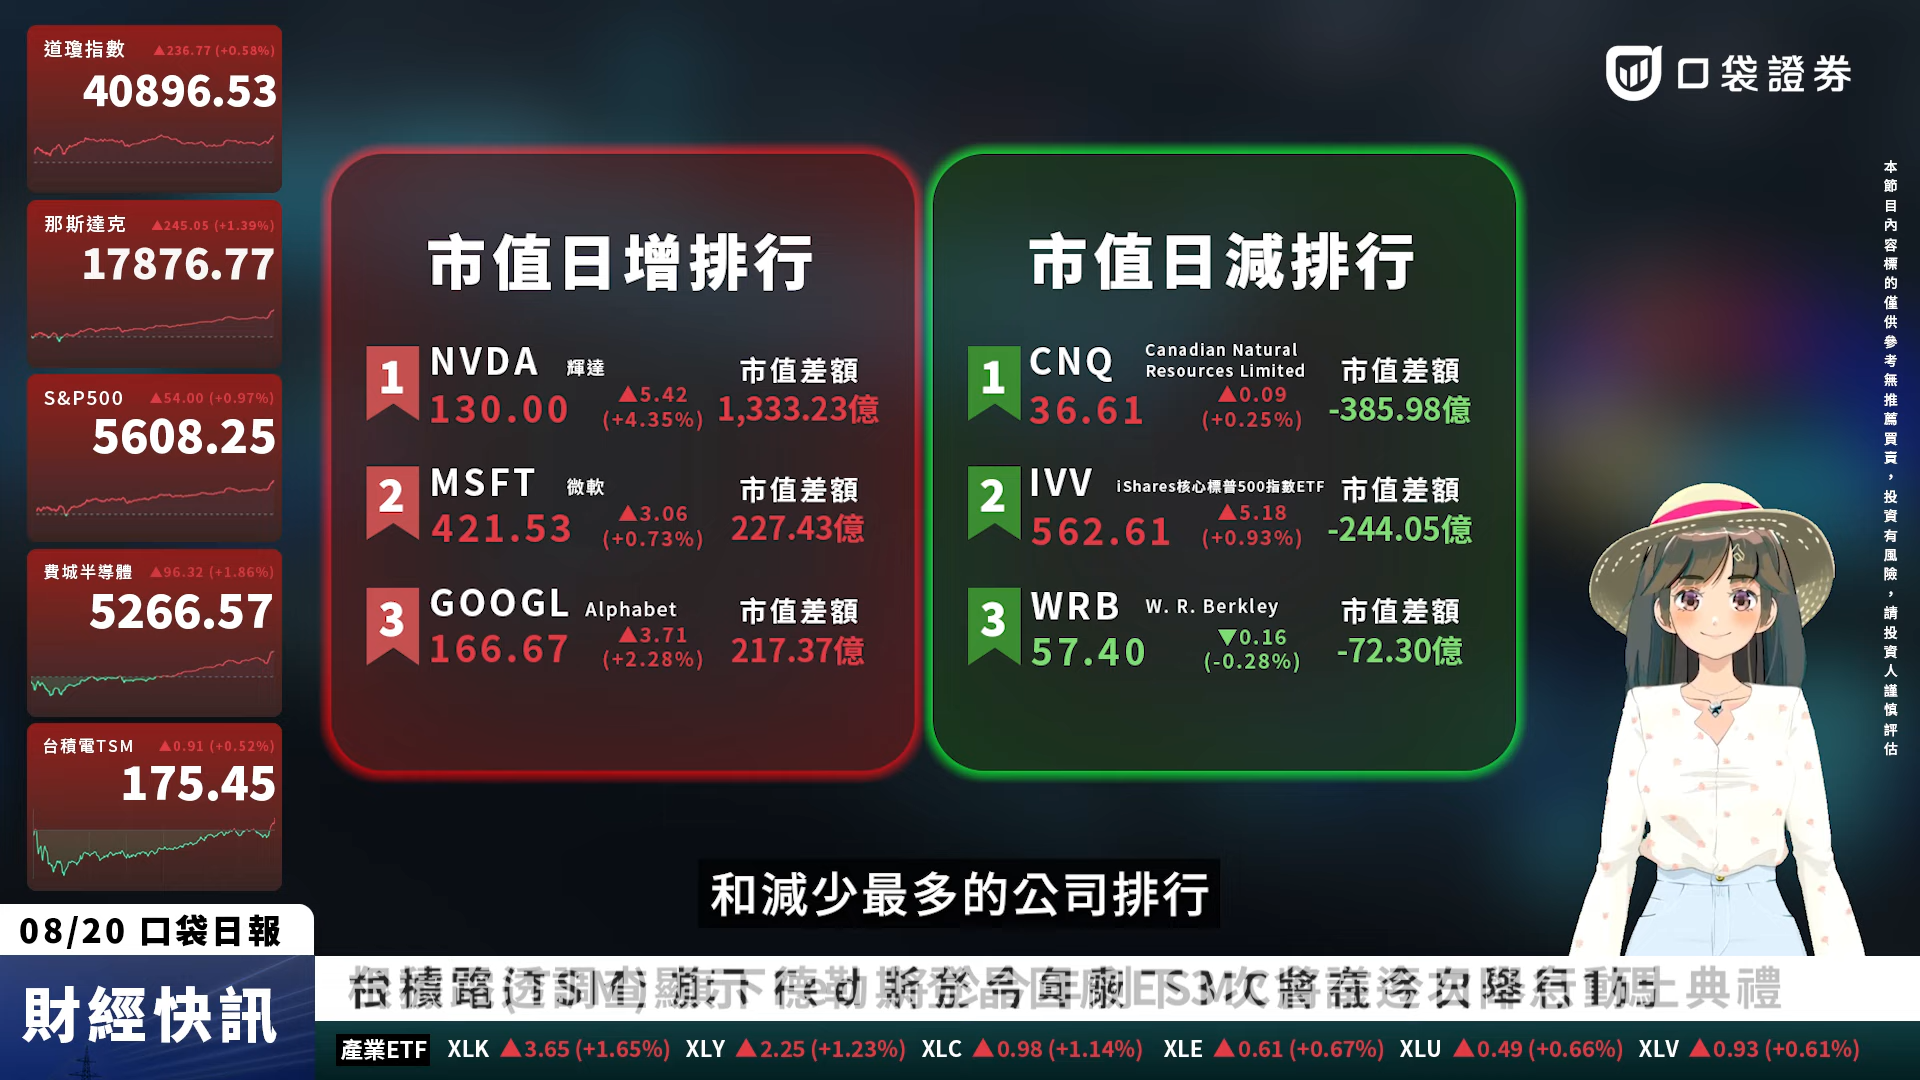 道瓊指數 ▲236.77 (+0.58%)
40896.53
那斯達克 ▲245.05 (+1.39%)
17876.77
S&P500 ▲54.00 (+0.97%)
5608.25
費城半導體 ▲96.32 (+1.86%)
5266.57
台積電TSM ▲0.91 (+0.52%)
175.45
08/20 口袋日報
財經快訊
口袋證券
市值日增排行
1 NVDA 輝達 市值差額
130.00 ▲5.42 (+4.35%) 1,333.23億
2 MSFT 微軟 市值差額
421.53 ▲3.06 (+0.73%) 227.43億
3 GOOGL Alphabet 市值差額
166.67 ▲3.71 (+2.28%) 217.37億
市值日減排行
1 CNQ Canadian Natural Resources Limited 市值差額
36.61 ▲0.09 (+0.25%) -385.98億
2 IVV iShares核心標普500指數ETF 市值差額
562.61 ▲5.18 (+0.93%) -244.05億
3 WRB W. R. Berkley 市值差額
57.40 ▼0.16 (-0.28%) -72.30億
本節目內容標的僅供參考無推薦買賣，投資有風險，請投資人謹慎評估
和減少最多的公司排行
產業ETF XLK ▲3.65 (+1.65%) XLY ▲2.25 (+1.23%) XLC ▲0.98 (+1.14%) XLE ▲0.61 (+0.67%) XLU ▲0.49 (+0.66%) XLV ▲0.93 (+0.61%)